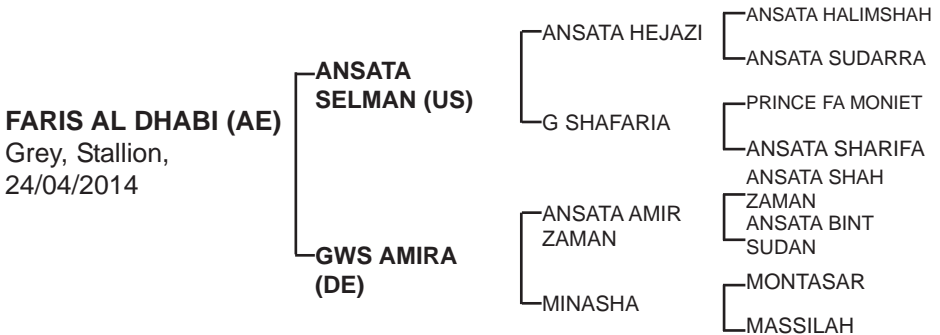 FARIS AL DHABI (AE)
Grey, Stallion,
24/04/2014
ANSATA
SELMAN (US)
GWS AMIRA
(DE)
ANSATA HEJAZI
G SHAFARIA
ANSATA AMIR
ZAMAN
MINASHA
ANSATA HALIMSHAH
ANSATA SUDARRA
PRINCE FA MONIET
ANSATA SHARIFA
ANSATA SHAH
ZAMAN
ANSATA BINT
SUDAN
MONTASAR
MASSILAH